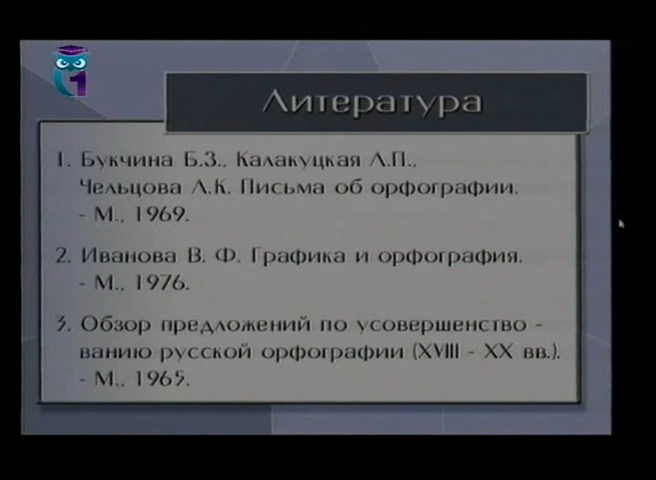 1
Литература
1. Букчина Б.З., Калакуцкая Л.П.,
Чельцова Л.К. Письма об орфографии.
- М., 1969.
2. Иванова В. Ф. Графика и орфография.
- М., 1976.
3. Обзор предложений по усовершенство -
ванию русской орфографии (XVIII - XX вв.).
- М., 1965.